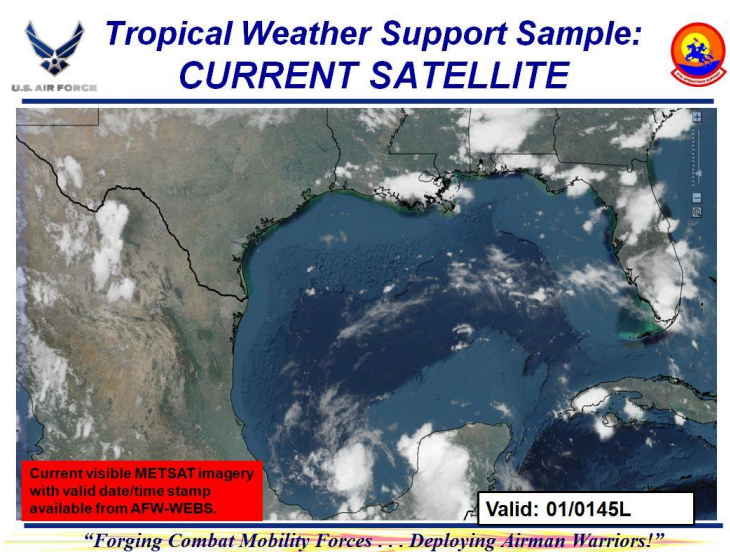 Tropical Weather Support Sample:
CURRENT SATELLITE
U.S. AIR FORCE
Current visible METSAT imagery
with valid date/time stamp
available from AFW-WEBS.
Valid: 01/0145L
“Forging Combat Mobility Forces . . . Deploying Airman Warriors!”